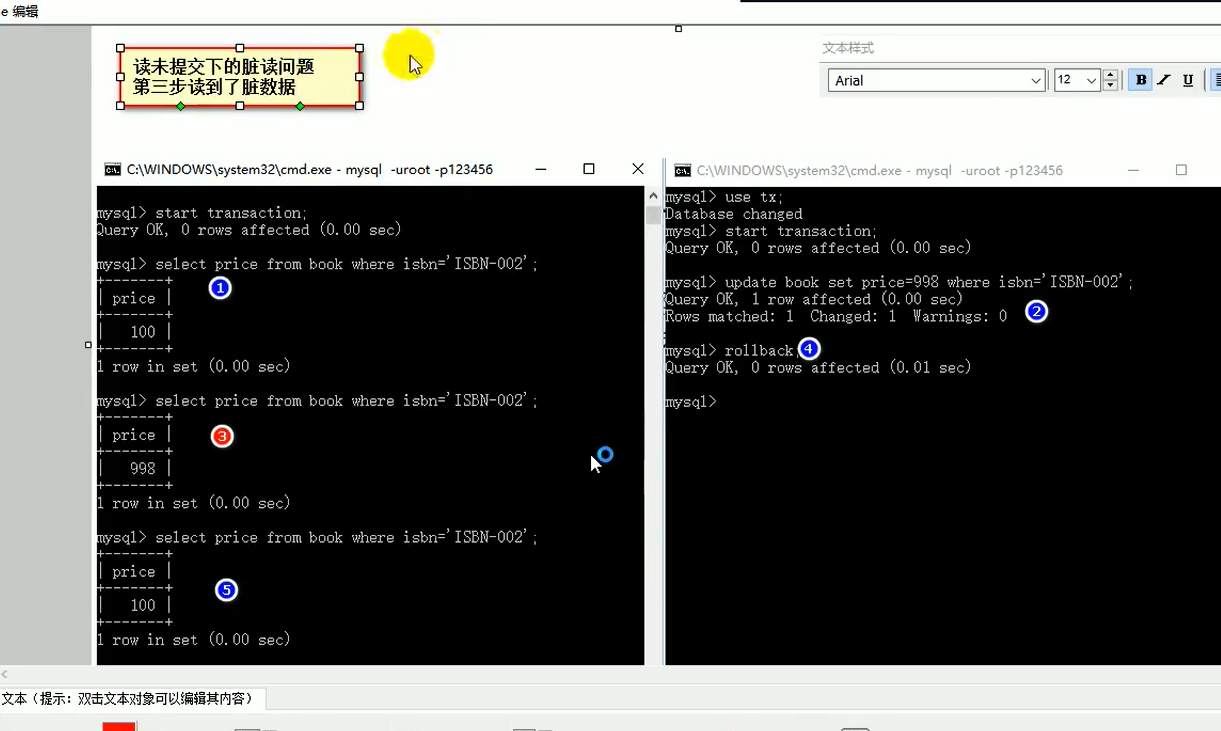 e 编辑
读未提交下的脏读问题
第三步读到了脏数据
文本样式
Arial
12
B
U
C:\WINDOWS\system32\cmd.exe - mysql  -uroot -p123456
mysql> start transaction;
Query OK, 0 rows affected (0.00 sec)
mysql> select price from book where isbn='ISBN-002';
1
+-------+
| price |
+-------+
|   100 |
+-------+
1 row in set (0.00 sec)
mysql> select price from book where isbn='ISBN-002';
+-------+
| price |
3
+-------+
|   998 |
+-------+
1 row in set (0.00 sec)
mysql> select price from book where isbn='ISBN-002';
+-------+
| price |
5
+-------+
|   100 |
+-------+
1 row in set (0.00 sec)
C:\WINDOWS\system32\cmd.exe - mysql  -uroot -p123456
mysql> use tx;
Database changed
mysql> start transaction;
Query OK, 0 rows affected (0.00 sec)
mysql> update book set price=998 where isbn='ISBN-002';
Query OK, 1 row affected (0.00 sec)
Rows matched: 1  Changed: 1  Warnings: 0
2
mysql> rollback;
4
Query OK, 0 rows affected (0.01 sec)
mysql>
文本（提示：双击文本对象可以编辑其内容）